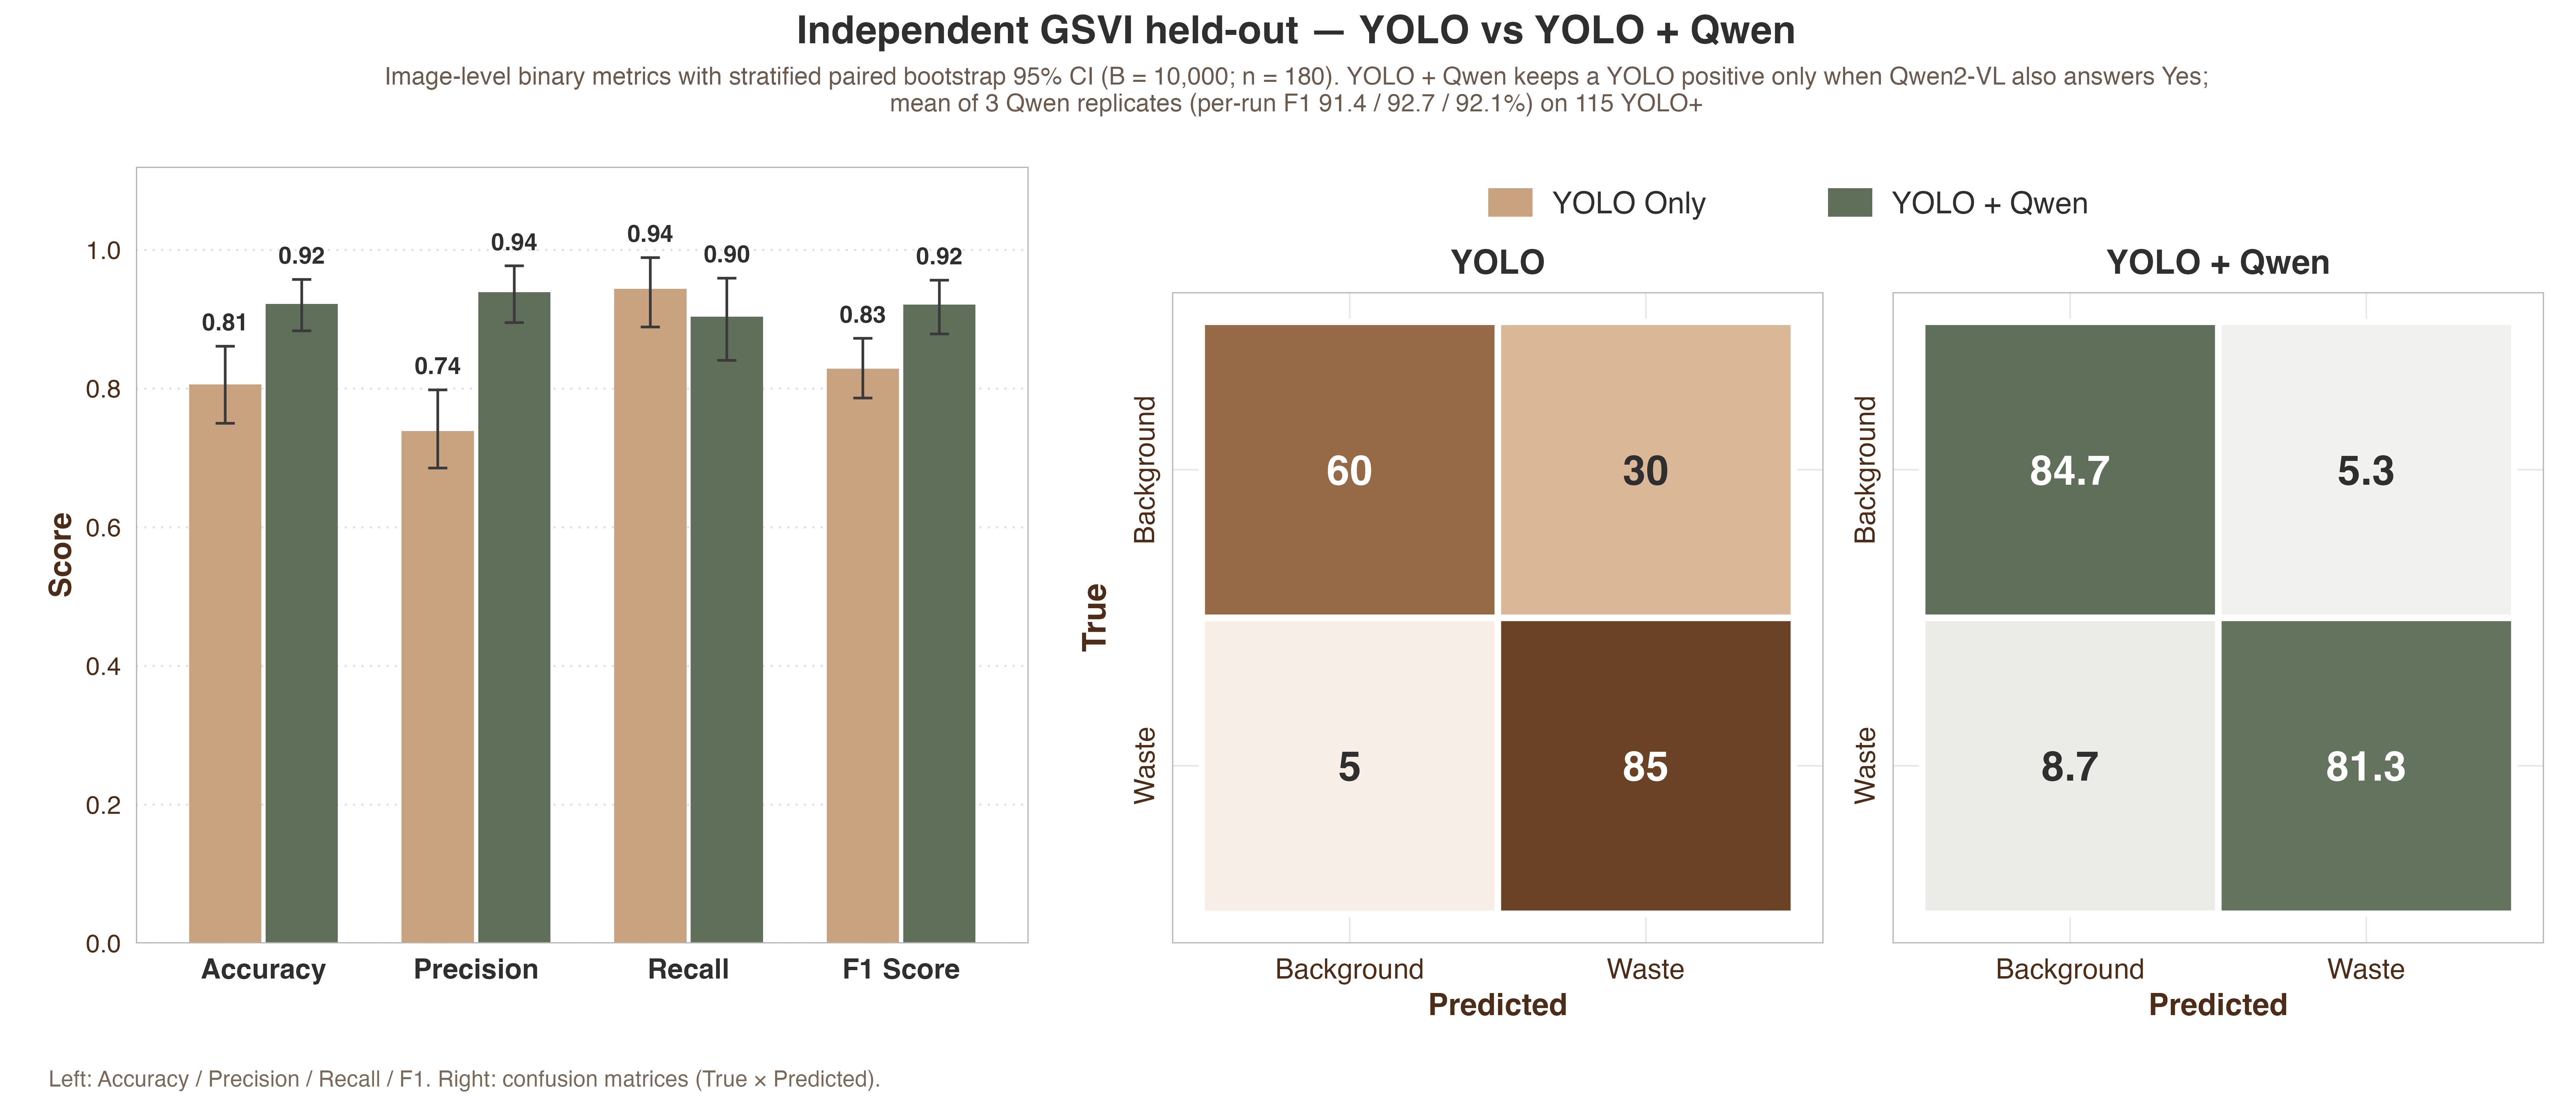 Independent GSVI held-out — YOLO vs YOLO + Qwen
Image-level binary metrics with stratified paired bootstrap 95% CI (B = 10,000; n = 180). YOLO + Qwen keeps a YOLO positive only when Qwen2-VL also answers Yes;
mean of 3 Qwen replicates (per-run F1 91.4 / 92.7 / 92.1%) on 115 YOLO+
Score
1.0
0.8
0.6
0.4
0.2
0.0
0.81
0.92
0.74
0.94
0.94
0.90
0.83
0.92
Accuracy
Precision
Recall
F1 Score
YOLO Only
YOLO + Qwen
YOLO
True
Background
Waste
60
30
5
85
Background
Waste
Predicted
YOLO + Qwen
Background
Waste
84.7
5.3
8.7
81.3
Background
Waste
Predicted
Left: Accuracy / Precision / Recall / F1. Right: confusion matrices (True × Predicted).